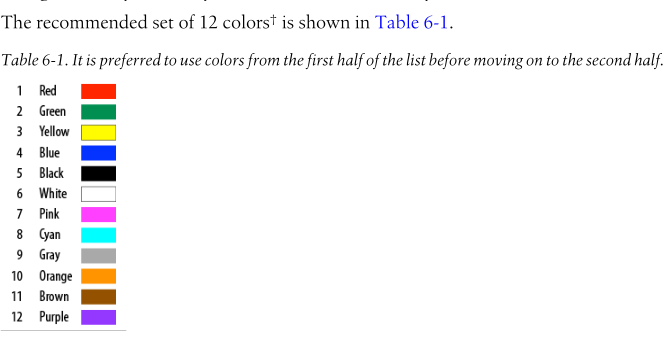 The recommended set of 12 colors† is shown in Table 6-1.
Table 6-1. It is preferred to use colors from the first half of the list before moving on to the second half.
1 Red
2 Green
3 Yellow
4 Blue
5 Black
6 White
7 Pink
8 Cyan
9 Gray
10 Orange
11 Brown
12 Purple